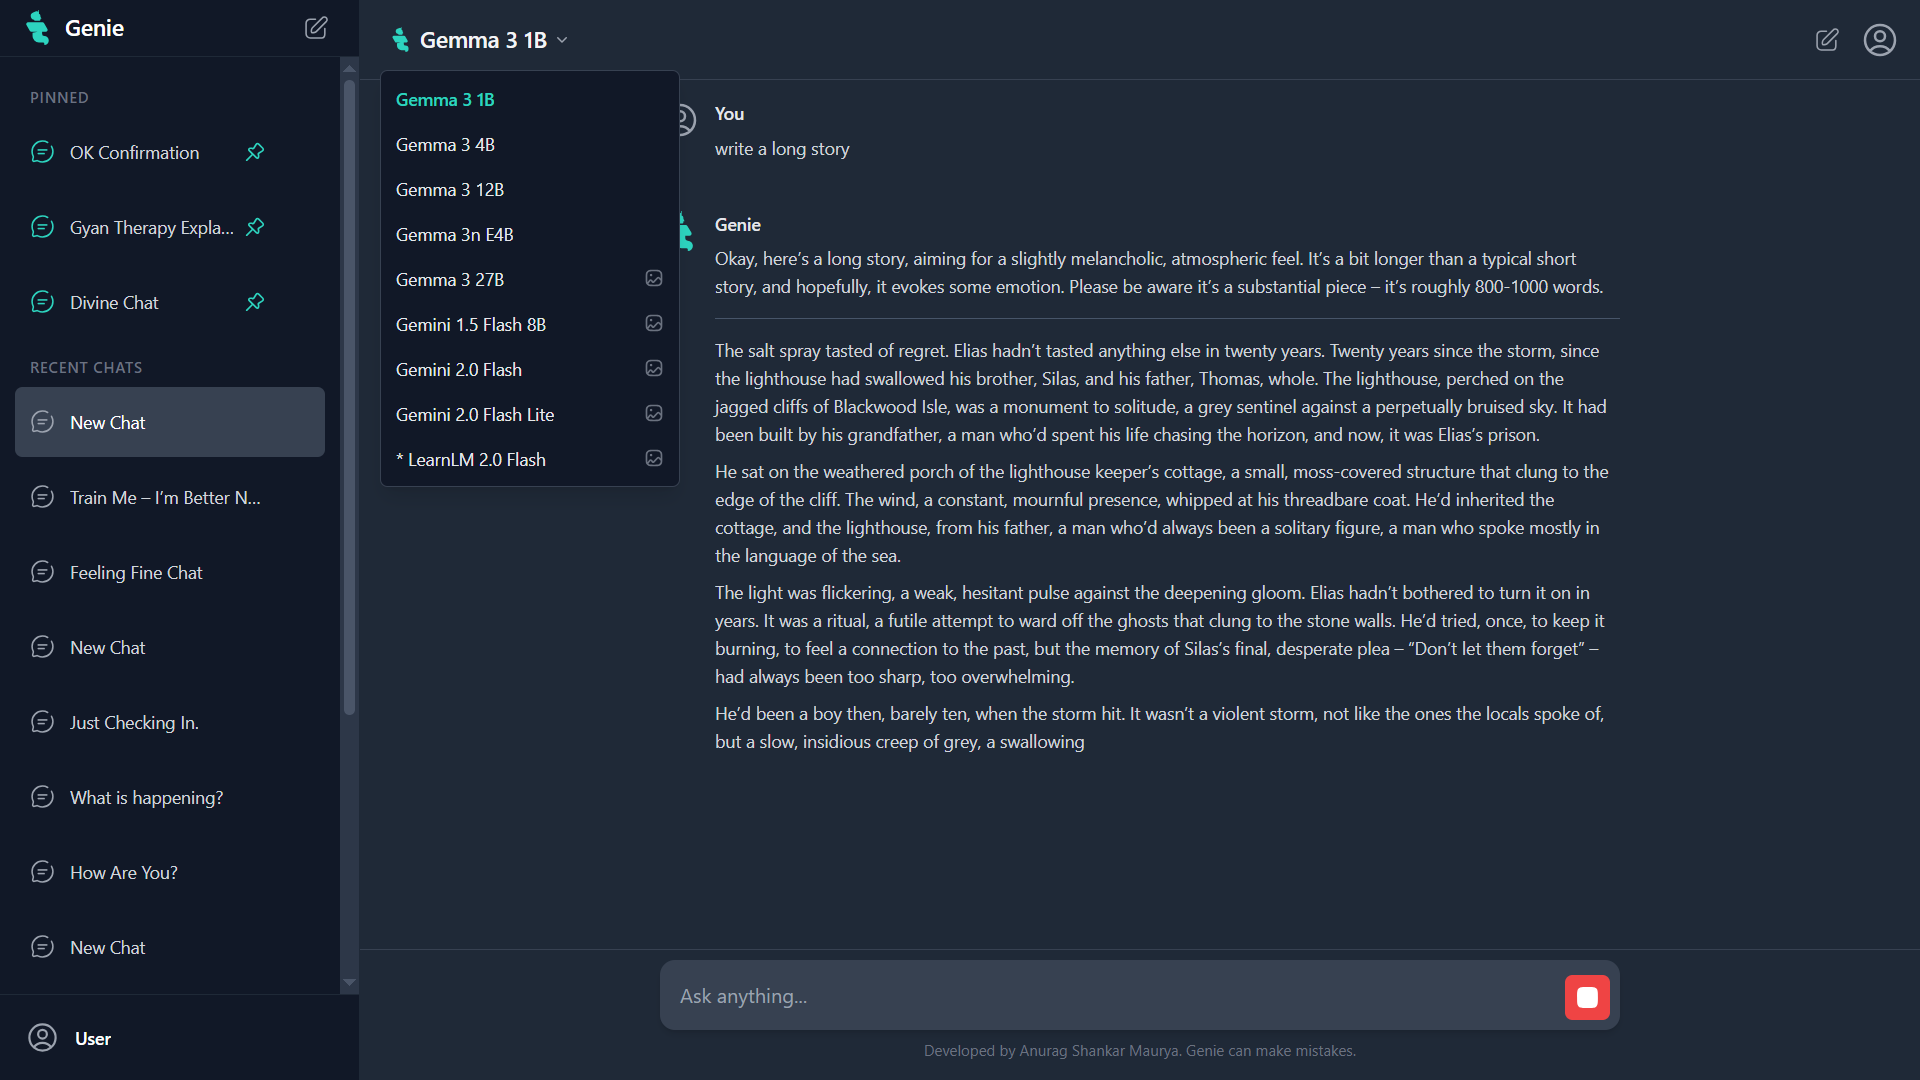 Genie
PINNED
OK Confirmation
Gyan Therapy Expla...
Divine Chat
RECENT CHATS
New Chat
Train Me – I’m Better N...
Feeling Fine Chat
New Chat
Just Checking In.
What is happening?
How Are You?
New Chat
User
Gemma 3 1B
Gemma 3 1B
Gemma 3 4B
Gemma 3 12B
Gemma 3n E4B
Gemma 3 27B
Gemini 1.5 Flash 8B
Gemini 2.0 Flash
Gemini 2.0 Flash Lite
* LearnLM 2.0 Flash
You
write a long story
Genie
Okay, here’s a long story, aiming for a slightly melancholic, atmospheric feel. It’s a bit longer than a typical short
story, and hopefully, it evokes some emotion. Please be aware it’s a substantial piece – it’s roughly 800-1000 words.
The salt spray tasted of regret. Elias hadn’t tasted anything else in twenty years. Twenty years since the storm, since
the lighthouse had swallowed his brother, Silas, and his father, Thomas, whole. The lighthouse, perched on the
jagged cliffs of Blackwood Isle, was a monument to solitude, a grey sentinel against a perpetually bruised sky. It had
been built by his grandfather, a man who’d spent his life chasing the horizon, and now, it was Elias’s prison.
He sat on the weathered porch of the lighthouse keeper’s cottage, a small, moss-covered structure that clung to the
edge of the cliff. The wind, a constant, mournful presence, whipped at his threadbare coat. He’d inherited the
cottage, and the lighthouse, from his father, a man who’d always been a solitary figure, a man who spoke mostly in
the language of the sea.
The light was flickering, a weak, hesitant pulse against the deepening gloom. Elias hadn’t bothered to turn it on in
years. It was a ritual, a futile attempt to ward off the ghosts that clung to the stone walls. He’d tried, once, to keep it
burning, to feel a connection to the past, but the memory of Silas’s final, desperate plea – “Don’t let them forget” –
had always been too sharp, too overwhelming.
He’d been a boy then, barely ten, when the storm hit. It wasn’t a violent storm, not like the ones the locals spoke of,
but a slow, insidious creep of grey, a swallowing
Ask anything...
Developed by Anurag Shankar Maurya. Genie can make mistakes.